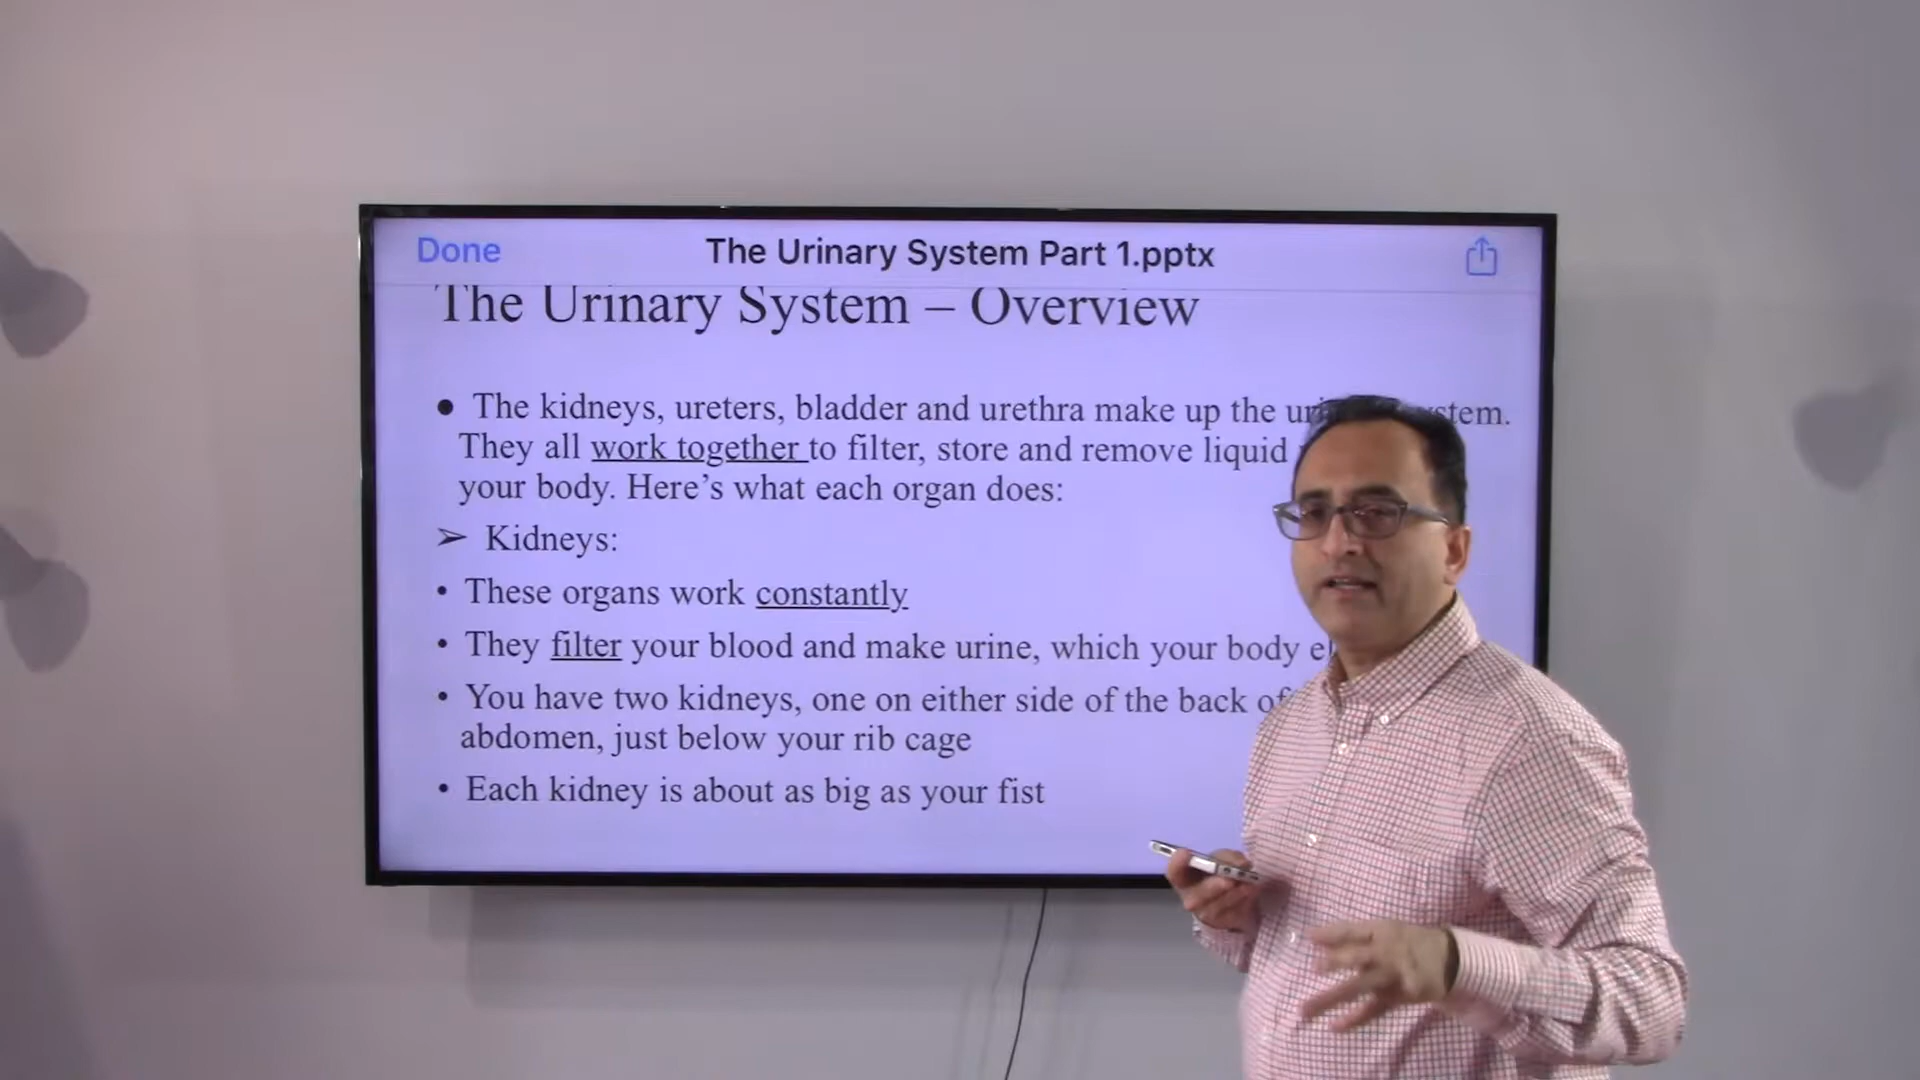 Done
The Urinary System Part 1.pptx
The Urinary System – Overview
● The kidneys, ureters, bladder and urethra make up the
They all work together to filter, store and remove liquid
your body. Here’s what each organ does:
➢ Kidneys:
• These organs work constantly
• They filter your blood and make urine, which your body
• You have two kidneys, one on either side of the back of
abdomen, just below your rib cage
• Each kidney is about as big as your fist